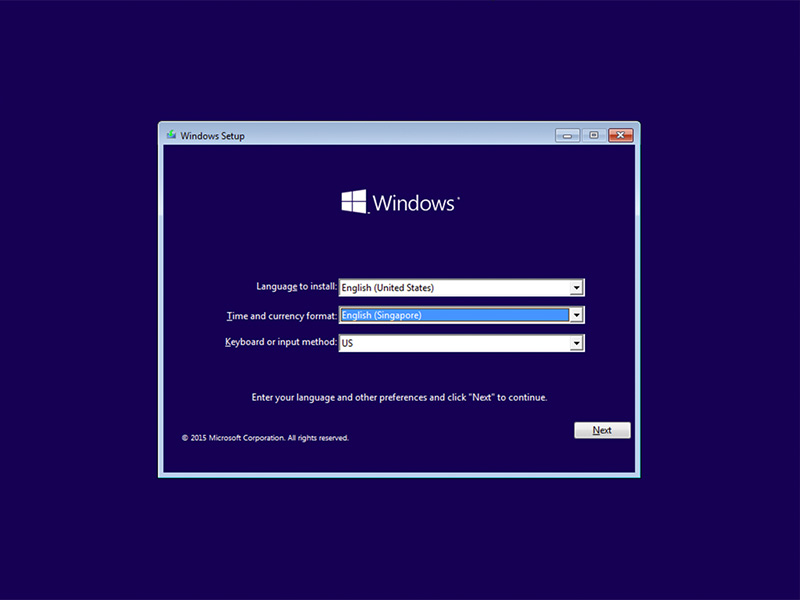 Windows Setup
Windows
Language to install: English (United States)
Time and currency format: English (Singapore)
Keyboard or input method: US
Enter your language and other preferences and click "Next" to continue.
Next
© 2015 Microsoft Corporation. All rights reserved.